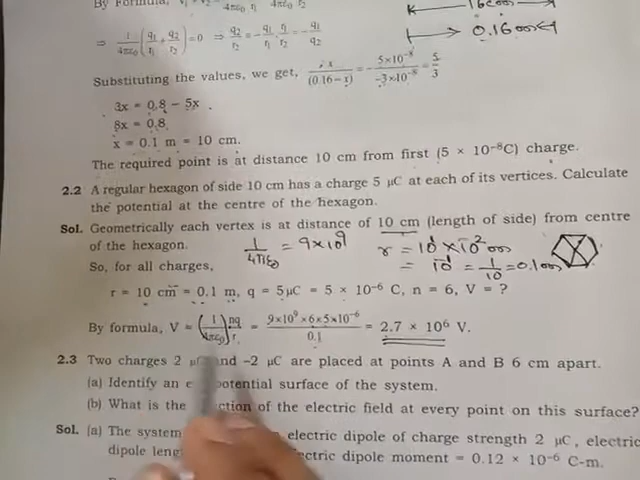 By Formula,
16cm
0.16cm
⇒ 1/4πε₀ (q₁/r₁ + q₂/r₂) = 0 ⇒ q₂/r₂ = −q₁/r₁, r₁/r₂ = −q₁/q₂
Substituting the values, we get, x/(0.16−x) = −5×10⁻⁸/−3×10⁻⁸ = 5/3
3x = 0.8 − 5x
8x = 0.8
x = 0.1 m = 10 cm.
The required point is at distance 10 cm from first (5 × 10⁻⁸C) charge.
2.2 A regular hexagon of side 10 cm has a charge 5 μC at each of its vertices. Calculate
the potential at the centre of the hexagon.
Sol. Geometrically each vertex is at distance of 10 cm (length of side) from centre
of the hexagon.
1/4πε₀ = 9×10⁹
r = 10¹ × 10⁻² m
= 10⁻¹ = 1/10 = 0.1 m
So, for all charges,
r = 10 cm = 0.1 m, q = 5 μC = 5 × 10⁻⁶ C, n = 6, V = ?
By formula, V = (1/4πε₀) nq/r = 9×10⁹×6×5×10⁻⁶/0.1 = 2.7 × 10⁶ V.
2.3 Two charges 2 μC and −2 μC are placed at points A and B 6 cm apart.
(a) Identify an potential surface of the system.
(b) What is the of the electric field at every point on this surface?
Sol. (a) The system electric dipole of charge strength 2 μC, electric
dipole electric dipole moment = 0.12 × 10⁻⁶ C-m.